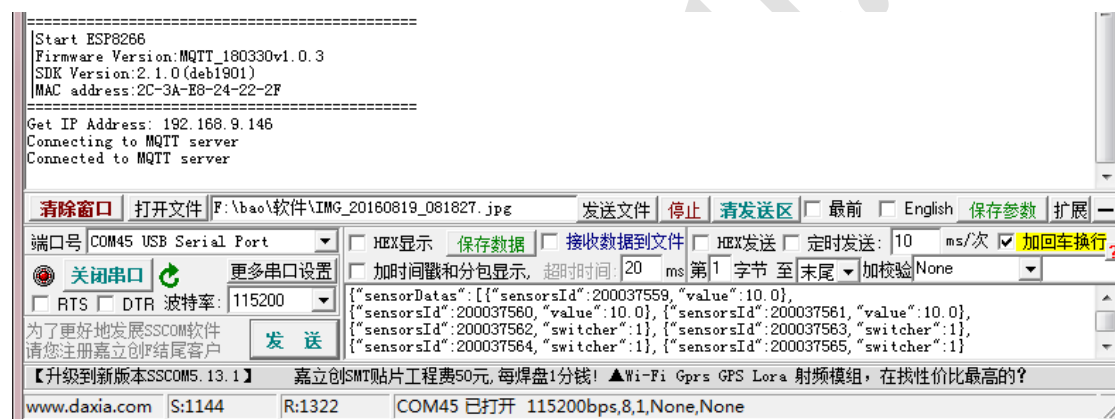 ==============================================
Start ESP8266
Firmware Version:MQTT_180330v1.0.3
SDK Version:2.1.0(deb1901)
MAC address:2C-3A-E8-24-22-2F
==============================================
Get IP Address: 192.168.9.146
Connecting to MQTT server
Connected to MQTT server
清除窗口 打开文件 F:\bao\软件\IMG_20160819_081827.jpg 发送文件 停止 清发送区 最前 English 保存参数 扩展 —
端口号 COM45 USB Serial Port HEX显示 保存数据 接收数据到文件 HEX发送 定时发送: 10 ms/次 加回车换行
关闭串口 更多串口设置 加时间戳和分包显示, 超时时间: 20 ms 第1 字节 至 末尾 加校验 None
RTS DTR 波特率: 115200
{"sensorDatas":[{"sensorsId":200037559, "value":10.0},
{"sensorsId":200037560, "value":10.0}, {"sensorsId":200037561, "value":10.0},
{"sensorsId":200037562, "switcher":1}, {"sensorsId":200037563, "switcher":1},
{"sensorsId":200037564, "switcher":1}, {"sensorsId":200037565, "switcher":1}
为了更好地发展SSCOM软件
请您注册嘉立创F结尾客户
发 送
【升级到新版本SSCOM5.13.1】 嘉立创SMT贴片工程费50元, 每焊盘1分钱! ▲Wi-Fi Gprs GPS Lora 射频模组，在找性价比最高的?
www.daxia.com S:1144 R:1322 COM45 已打开 115200bps,8,1,None,None